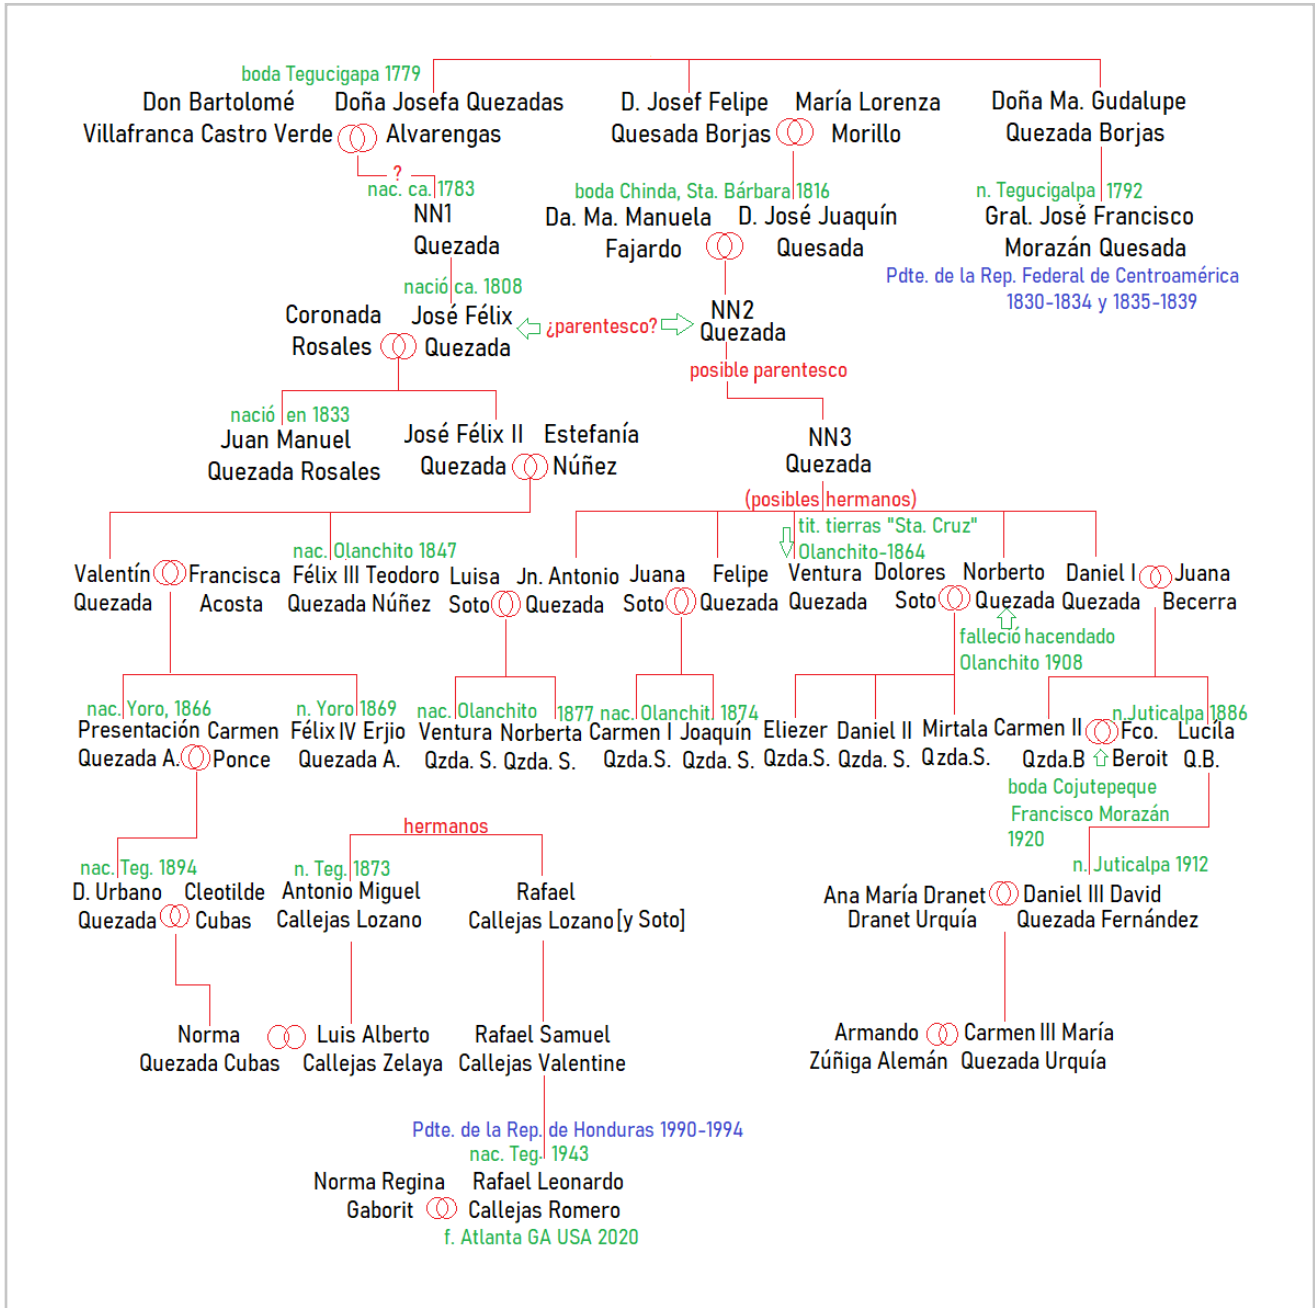 boda Tegucigapa 1779
Don Bartolomé
Villafranca Castro Verde
Doña Josefa Quezadas
Alvarengas
D. Josef Felipe
Quesada Borjas
María Lorenza
Morillo
Doña Ma. Gudalupe
Quezada Borjas
?
nac. ca. 1783
NN1
Quezada
boda Chinda, Sta. Bárbara 1816
Da. Ma. Manuela
Fajardo
D. José Juaquín
Quesada
n. Tegucigalpa 1792
Gral. José Francisco
Morazán Quesada
Pdte. de la Rep. Federal de Centroamérica
1830-1834 y 1835-1839
nació ca. 1808
Coronada
Rosales
José Félix
Quezada
¿parentesco?
NN2
Quezada
posible parentesco
nació en 1833
Juan Manuel
Quezada Rosales
José Félix II
Quezada
Estefanía
Núñez
NN3
Quezada
(posibles hermanos)
tit. tierras "Sta. Cruz"
Olanchito-1864
nac. Olanchito 1847
Valentín
Quezada
Francisca
Acosta
Félix III Teodoro
Quezada Núñez
Luisa
Soto
Jn. Antonio
Quezada
Juana
Soto
Felipe
Quezada
Ventura
Quezada
Dolores
Soto
Norberto
Quezada
Daniel I
Quezada
Juana
Becerra
falleció hacendado
Olanchito 1908
nac. Yoro, 1866
Presentación
Quezada A.
Carmen
Ponce
n. Yoro 1869
Félix IV Erjio
Quezada A.
nac. Olanchito 1877
Ventura
Qzda. S.
Norberta
Qzda. S.
nac. Olanchit. 1874
Carmen I
Qzda.S.
Joaquín
Qzda. S.
Eliezer
Qzda.S.
Daniel II
Qzda. S.
Mirtala
Qzda.S.
Carmen II
Qzda.B
Fco.
Beroit
n.Juticalpa 1886
Lucíla
Q.B.
boda Cojutepeque
Francisco Morazán
1920
hermanos
nac. Teg. 1894
D. Urbano
Quezada
Cleotilde
Cubas
n. Teg. 1873
Antonio Miguel
Callejas Lozano
Rafael
Callejas Lozano[y Soto]
n. Juticalpa 1912
Ana María Dranet
Dranet Urquía
Daniel III David
Quezada Fernández
Norma
Quezada Cubas
Luis Alberto
Callejas Zelaya
Rafael Samuel
Callejas Valentine
Armando
Zúñiga Alemán
Carmen III María
Quezada Urquía
Pdte. de la Rep. de Honduras 1990-1994
nac. Teg. 1943
Norma Regina
Gaborit
Rafael Leonardo
Callejas Romero
f. Atlanta GA USA 2020